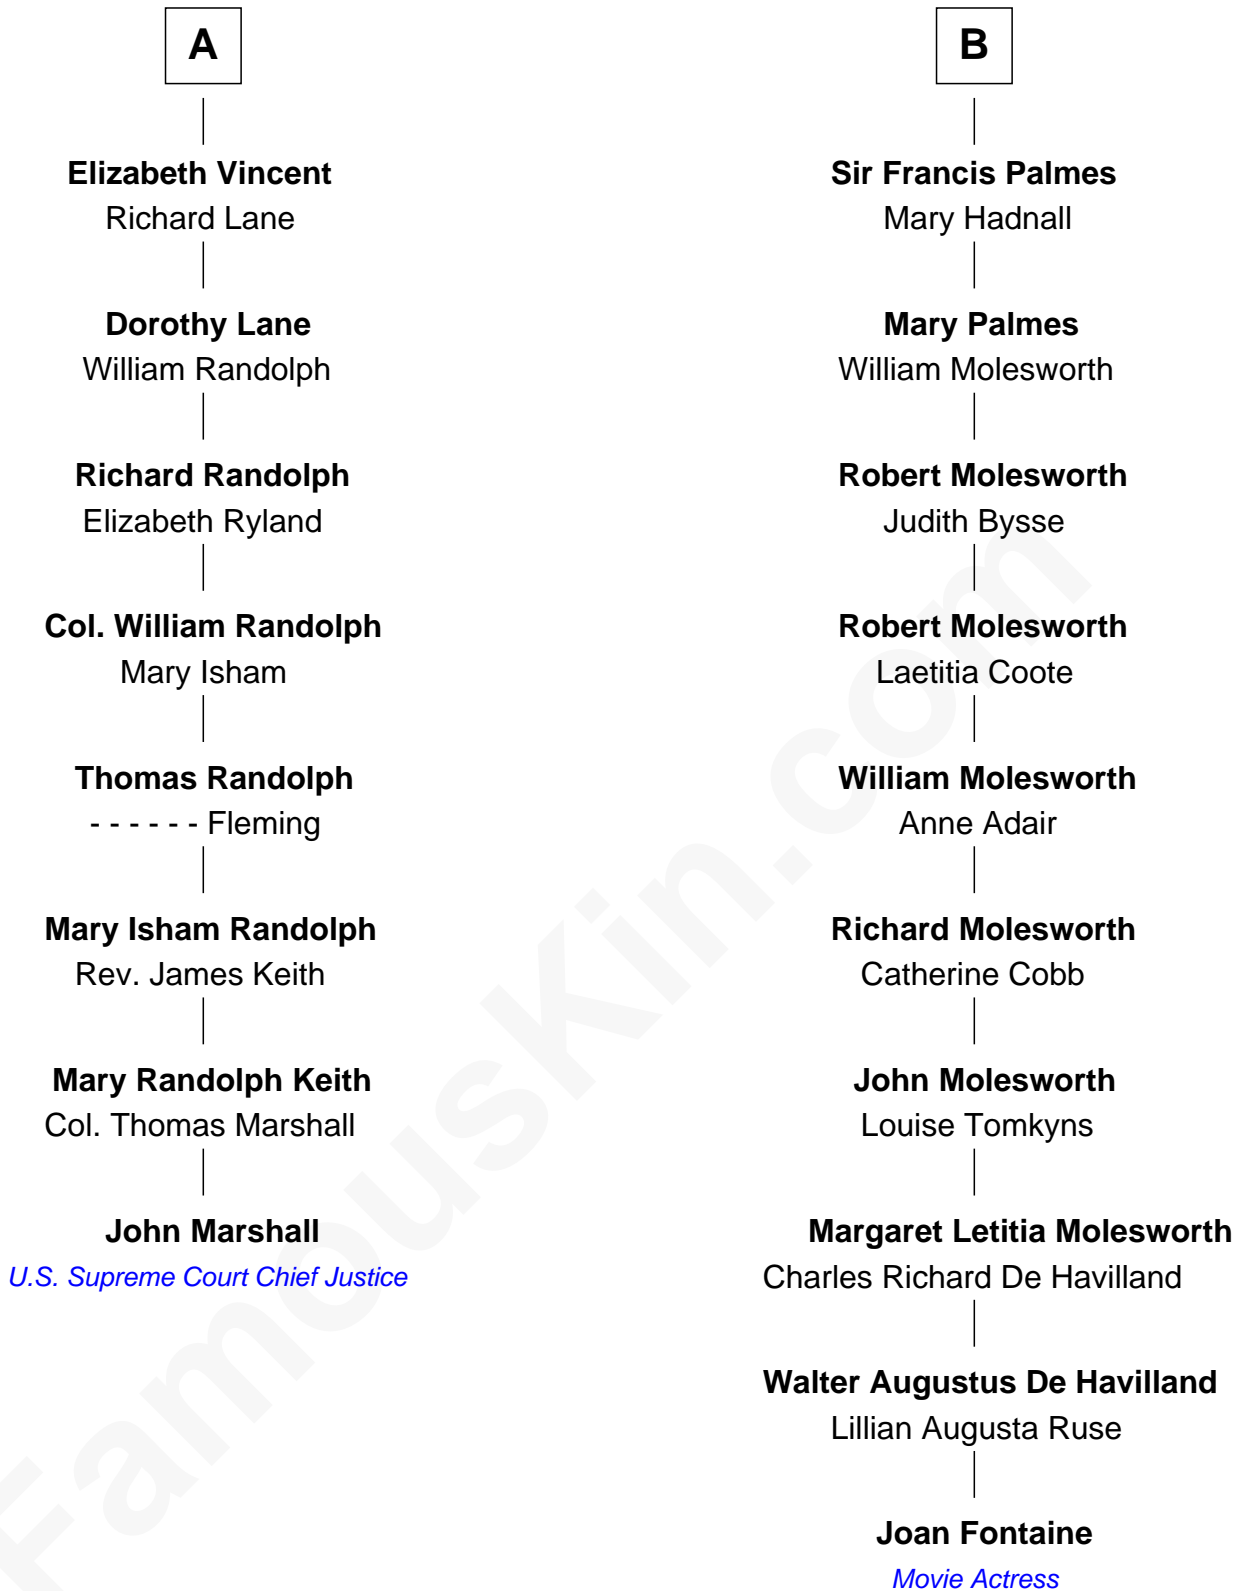 A
Elizabeth Vincent
Richard Lane
Dorothy Lane
William Randolph
Richard Randolph
Elizabeth Ryland
Col. William Randolph
Mary Isham
Thomas Randolph
- - - - - - Fleming
Mary Isham Randolph
Rev. James Keith
Mary Randolph Keith
Col. Thomas Marshall
John Marshall
U.S. Supreme Court Chief Justice
B
Sir Francis Palmes
Mary Hadnall
Mary Palmes
William Molesworth
Robert Molesworth
Judith Bysse
Robert Molesworth
Laetitia Coote
William Molesworth
Anne Adair
Richard Molesworth
Catherine Cobb
John Molesworth
Louise Tomkyns
Margaret Letitia Molesworth
Charles Richard De Havilland
Walter Augustus De Havilland
Lillian Augusta Ruse
Joan Fontaine
Movie Actress
FamousKin.com